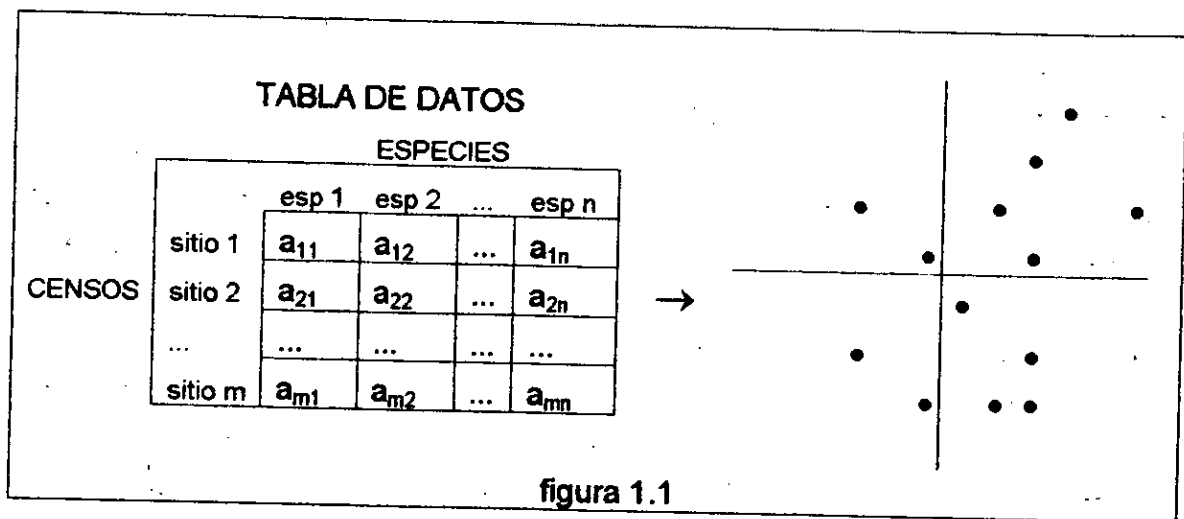 TABLA DE DATOS
ESPECIES
esp 1 esp 2 ... esp n
sitio 1 a11 a12 ... a1n
CENSOS sitio 2 a21 a22 ... a2n →
... ... ... ... ...
sitio m am1 am2 ... amn
figura 1.1